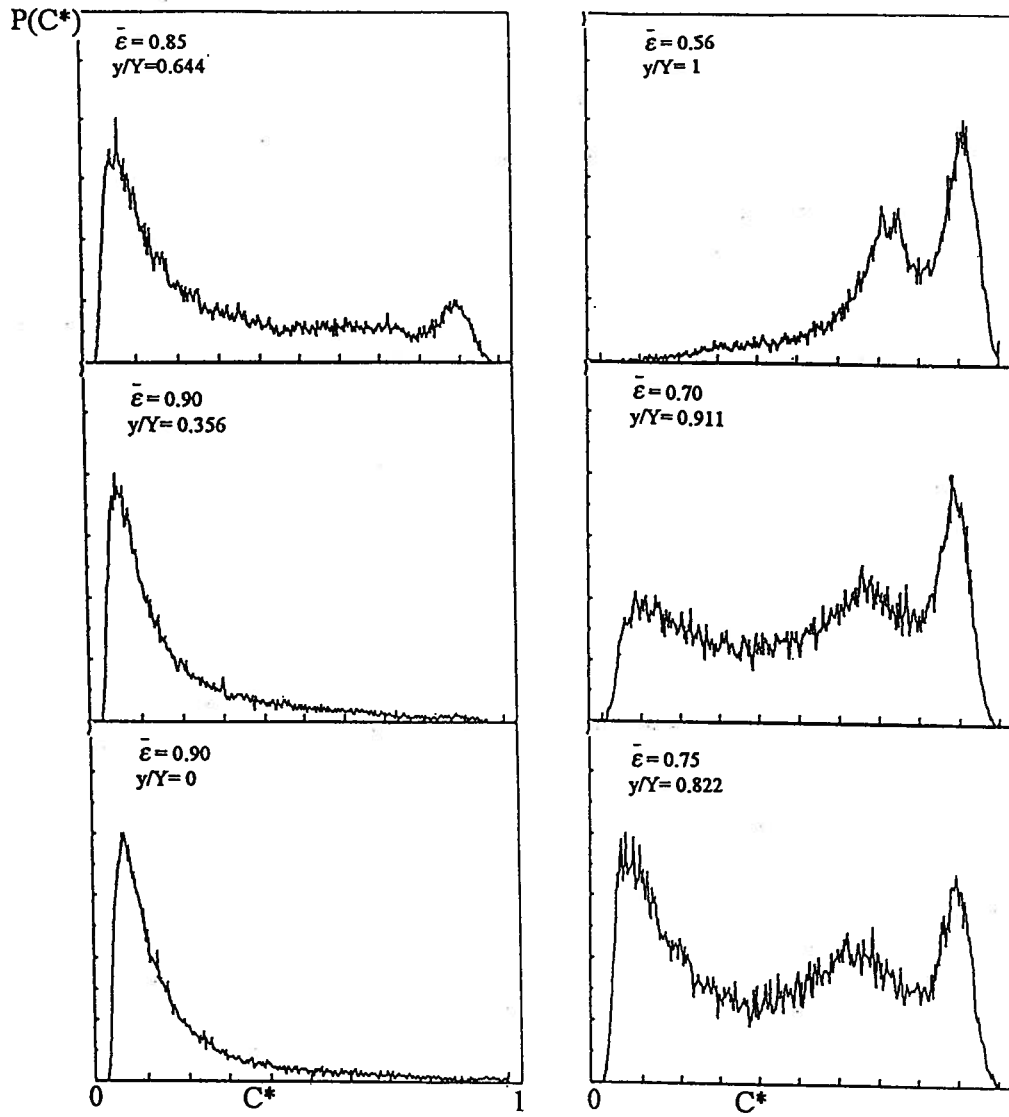 P(C*)
ε̄ = 0.85
y/Y=0.644
ε̄ = 0.56
y/Y= 1
ε̄ = 0.90
y/Y= 0.356
ε̄ = 0.70
y/Y= 0.911
ε̄ = 0.90
y/Y= 0
ε̄ = 0.75
y/Y= 0.822
0 C* 1
0 C*